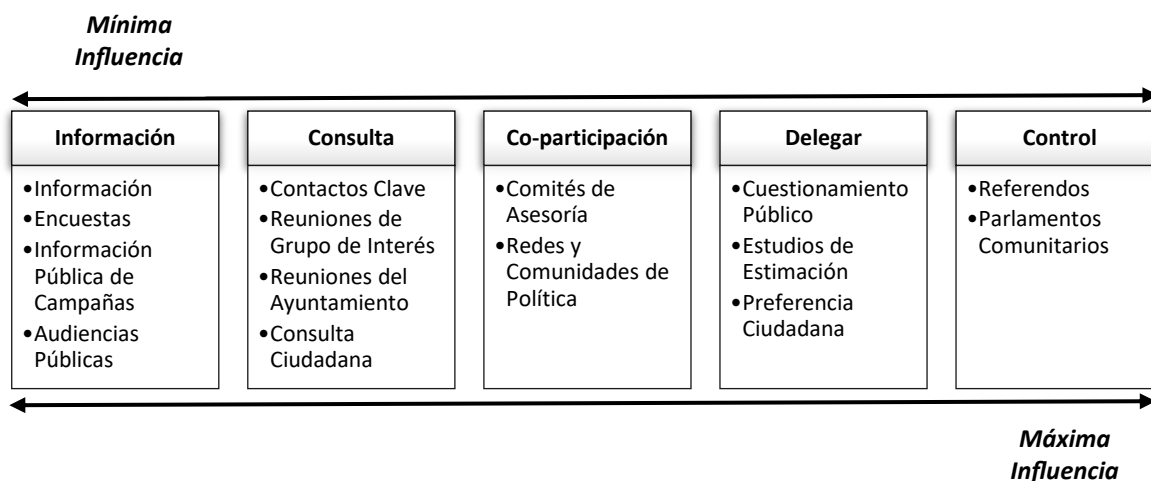 Mínima
Influencia
Información
•Información
•Encuestas
•Información
Pública de
Campañas
•Audiencias
Públicas
Consulta
•Contactos Clave
•Reuniones de
Grupo de Interés
•Reuniones del
Ayuntamiento
•Consulta
Ciudadana
Co-participación
•Comités de
Asesoría
•Redes y
Comunidades de
Política
Delegar
•Cuestionamiento
Público
•Estudios de
Estimación
•Preferencia
Ciudadana
Control
•Referendos
•Parlamentos
Comunitarios
Máxima
Influencia